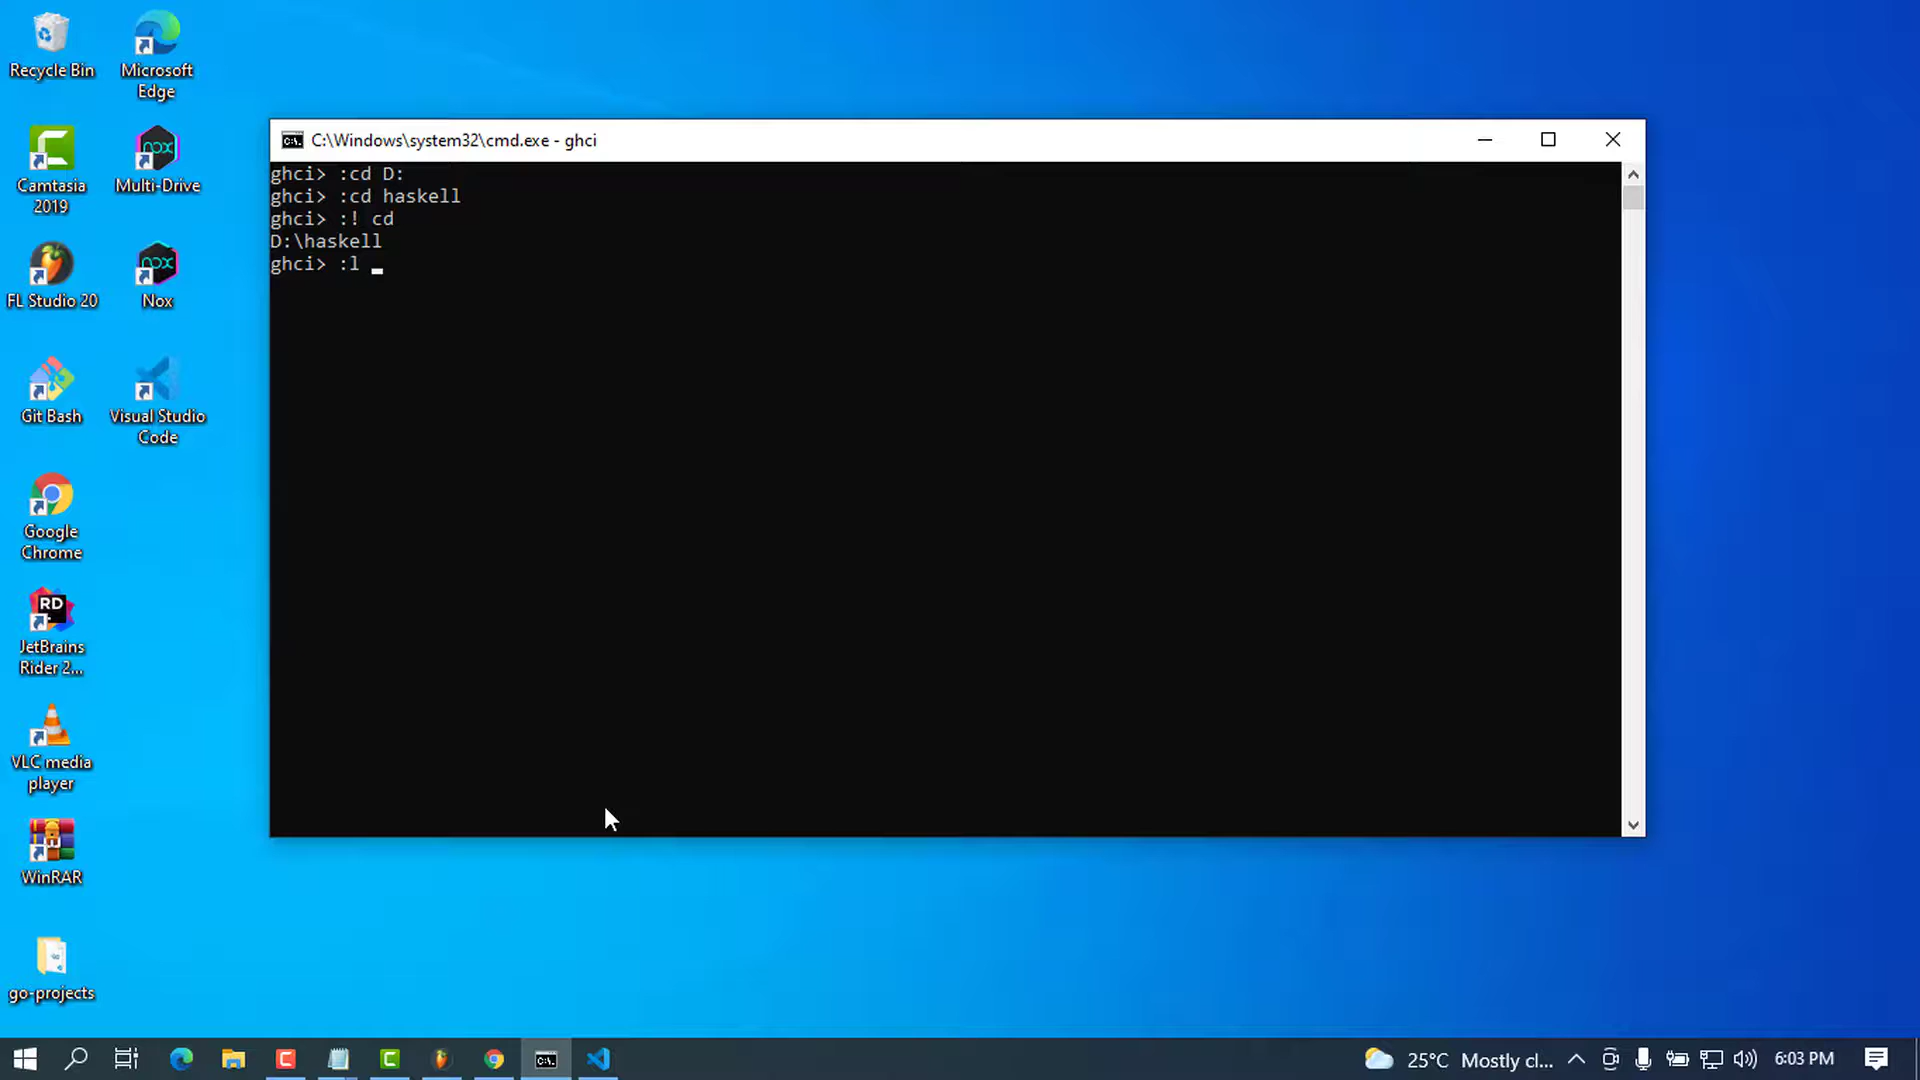 Recycle Bin
Microsoft
Edge
Camtasia
2019
Multi-Drive
FL Studio 20
Nox
Git Bash
Visual Studio
Code
Google
Chrome
RD
JetBrains
Rider 2...
VLC media
player
WinRAR
go-projects
C:\Windows\system32\cmd.exe - ghci
ghci> :cd D:
ghci> :cd haskell
ghci> :! cd
D:\haskell
ghci> :l _
25°C Mostly cl...
6:03 PM